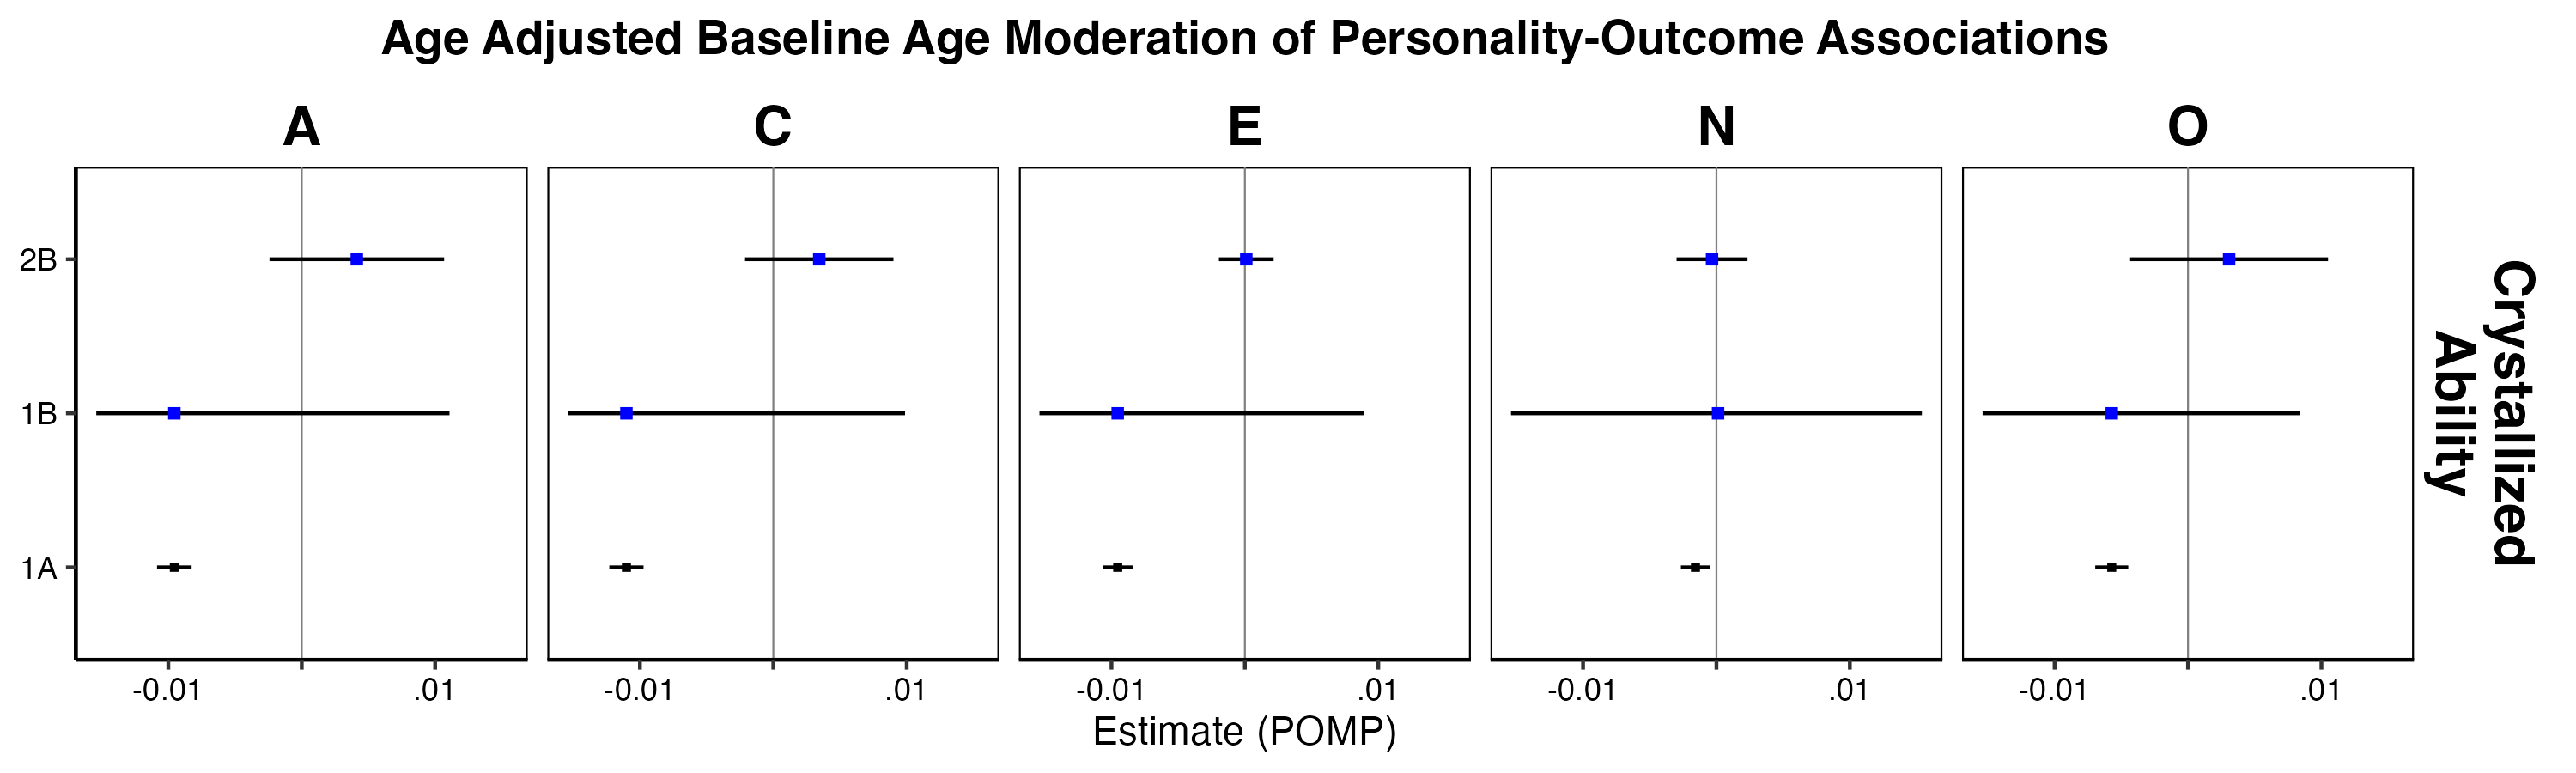 Age Adjusted Baseline Age Moderation of Personality-Outcome Associations
A C E N O
2B
1B
1A
Crystallized
Ability
-0.01 .01 -0.01 .01 -0.01 .01 -0.01 .01 -0.01 .01
Estimate (POMP)